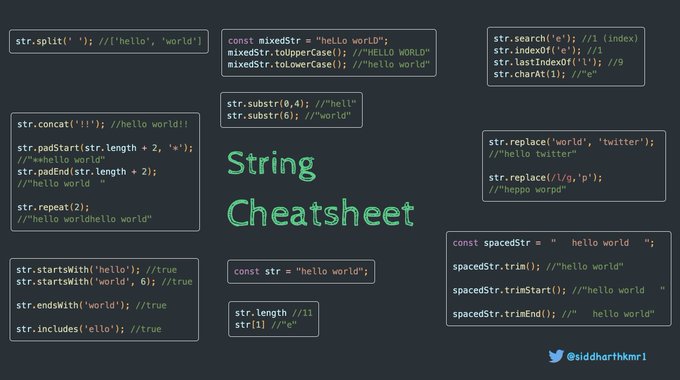 str.split(' '); //['hello', 'world']
const mixedStr = "heLLo worLD";
mixedStr.toUpperCase(); //"HELLO WORLD"
mixedStr.toLowerCase(); //"hello world"
str.search('e'); //1 (index)
str.indexOf('e'); //1
str.lastIndexOf('l'); //9
str.charAt(1); //"e"
str.substr(0,4); //"hell"
str.substr(6); //"world"
str.concat('!!'); //hello world!!
str.padStart(str.length + 2, '*');
//"**hello world"
str.padEnd(str.length + 2);
//"hello world  "
str.repeat(2);
//"hello worldhello world"
String
Cheatsheet
str.replace('world', 'twitter');
//"hello twitter"
str.replace(/l/g,'p');
//"heppo worpd"
str.startsWith('hello'); //true
str.startsWith('world', 6); //true
str.endsWith('world'); //true
str.includes('ello'); //true
const str = "hello world";
str.length //11
str[1] //"e"
const spacedStr =  "   hello world   ";
spacedStr.trim(); //"hello world"
spacedStr.trimStart(); //"hello world   "
spacedStr.trimEnd(); //"   hello world"
@siddharthkmr1